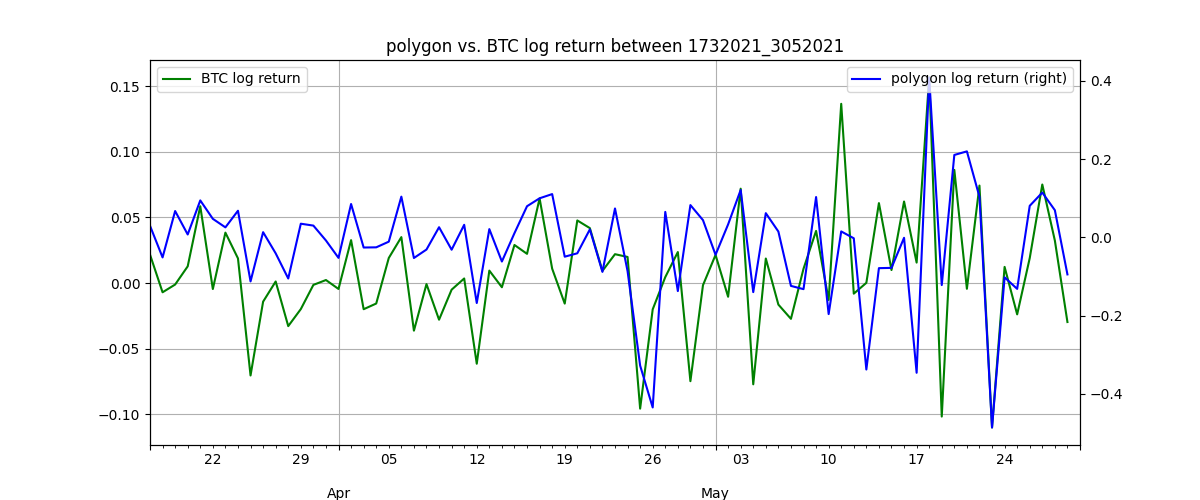 polygon vs. BTC log return between 1732021_3052021
BTC log return
polygon log return (right)
0.15
0.10
0.05
0.00
−0.05
−0.10
0.4
0.2
0.0
−0.2
−0.4
22 29 05 12 19 26 03 10 17 24
Apr May